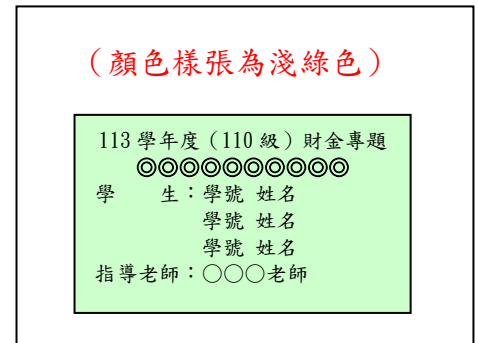 （顏色樣張為淺綠色）
113 學年度（110 級）財金專題
◎◎◎◎◎◎◎◎◎◎
學　　生：學號 姓名
學號 姓名
學號 姓名
指導老師：○○○老師